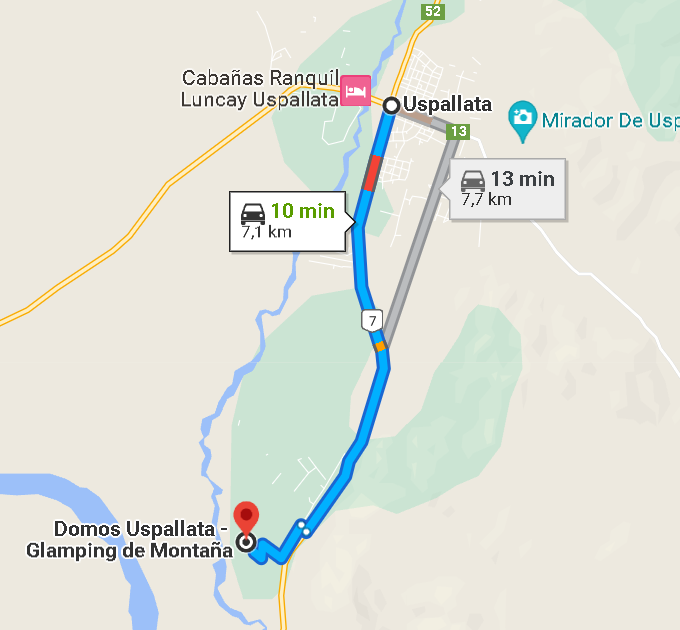 52
Cabañas Ranquil
Luncay Uspallata
Uspallata
13
Mirador De Usp
13 min
7,7 km
10 min
7,1 km
7
Domos Uspallata -
Glamping de Montaña